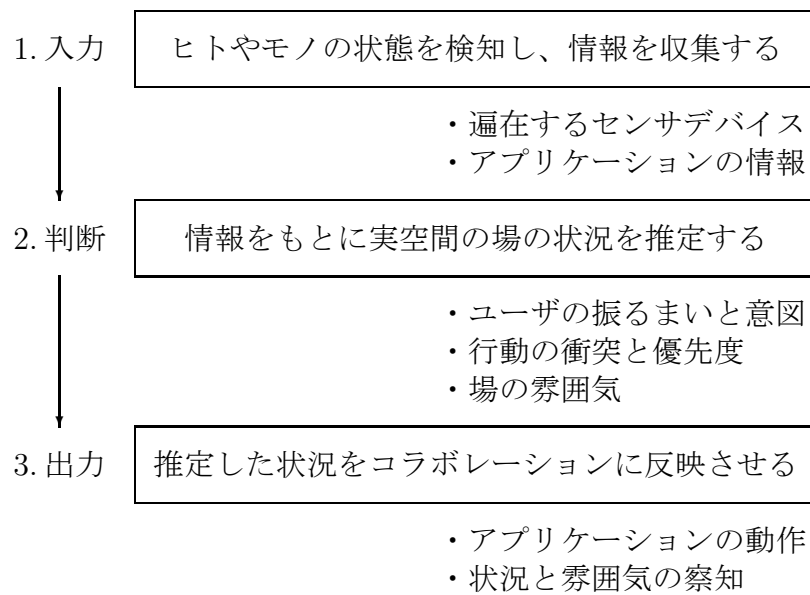 1. 入力 ヒトやモノの状態を検知し、情報を収集する
・遍在するセンサデバイス
・アプリケーションの情報
2. 判断 情報をもとに実空間の場の状況を推定する
・ユーザの振るまいと意図
・行動の衝突と優先度
・場の雰囲気
3. 出力 推定した状況をコラボレーションに反映させる
・アプリケーションの動作
・状況と雰囲気の察知